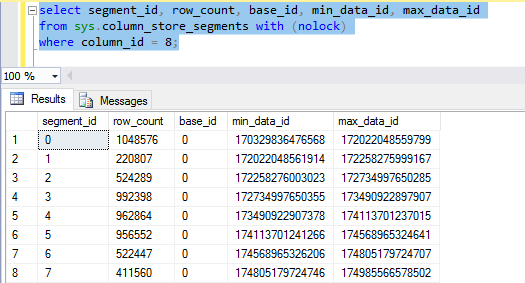 select segment_id, row_count, base_id, min_data_id, max_data_id
from sys.column_store_segments with (nolock)
where column_id = 8;
100 %
Results Messages
segment_id row_count base_id min_data_id max_data_id
1 0 1048576 0 170329836476568 172022048559799
2 1 220807 0 172022048561914 172258275999167
3 2 524289 0 172258276003023 172734997650285
4 3 992398 0 172734997650355 173490922897907
5 4 962864 0 173490922907378 174113701237015
6 5 956552 0 174113701241266 174568965324641
7 6 522447 0 174568965326206 174805179724707
8 7 411560 0 174805179724746 174985566578502